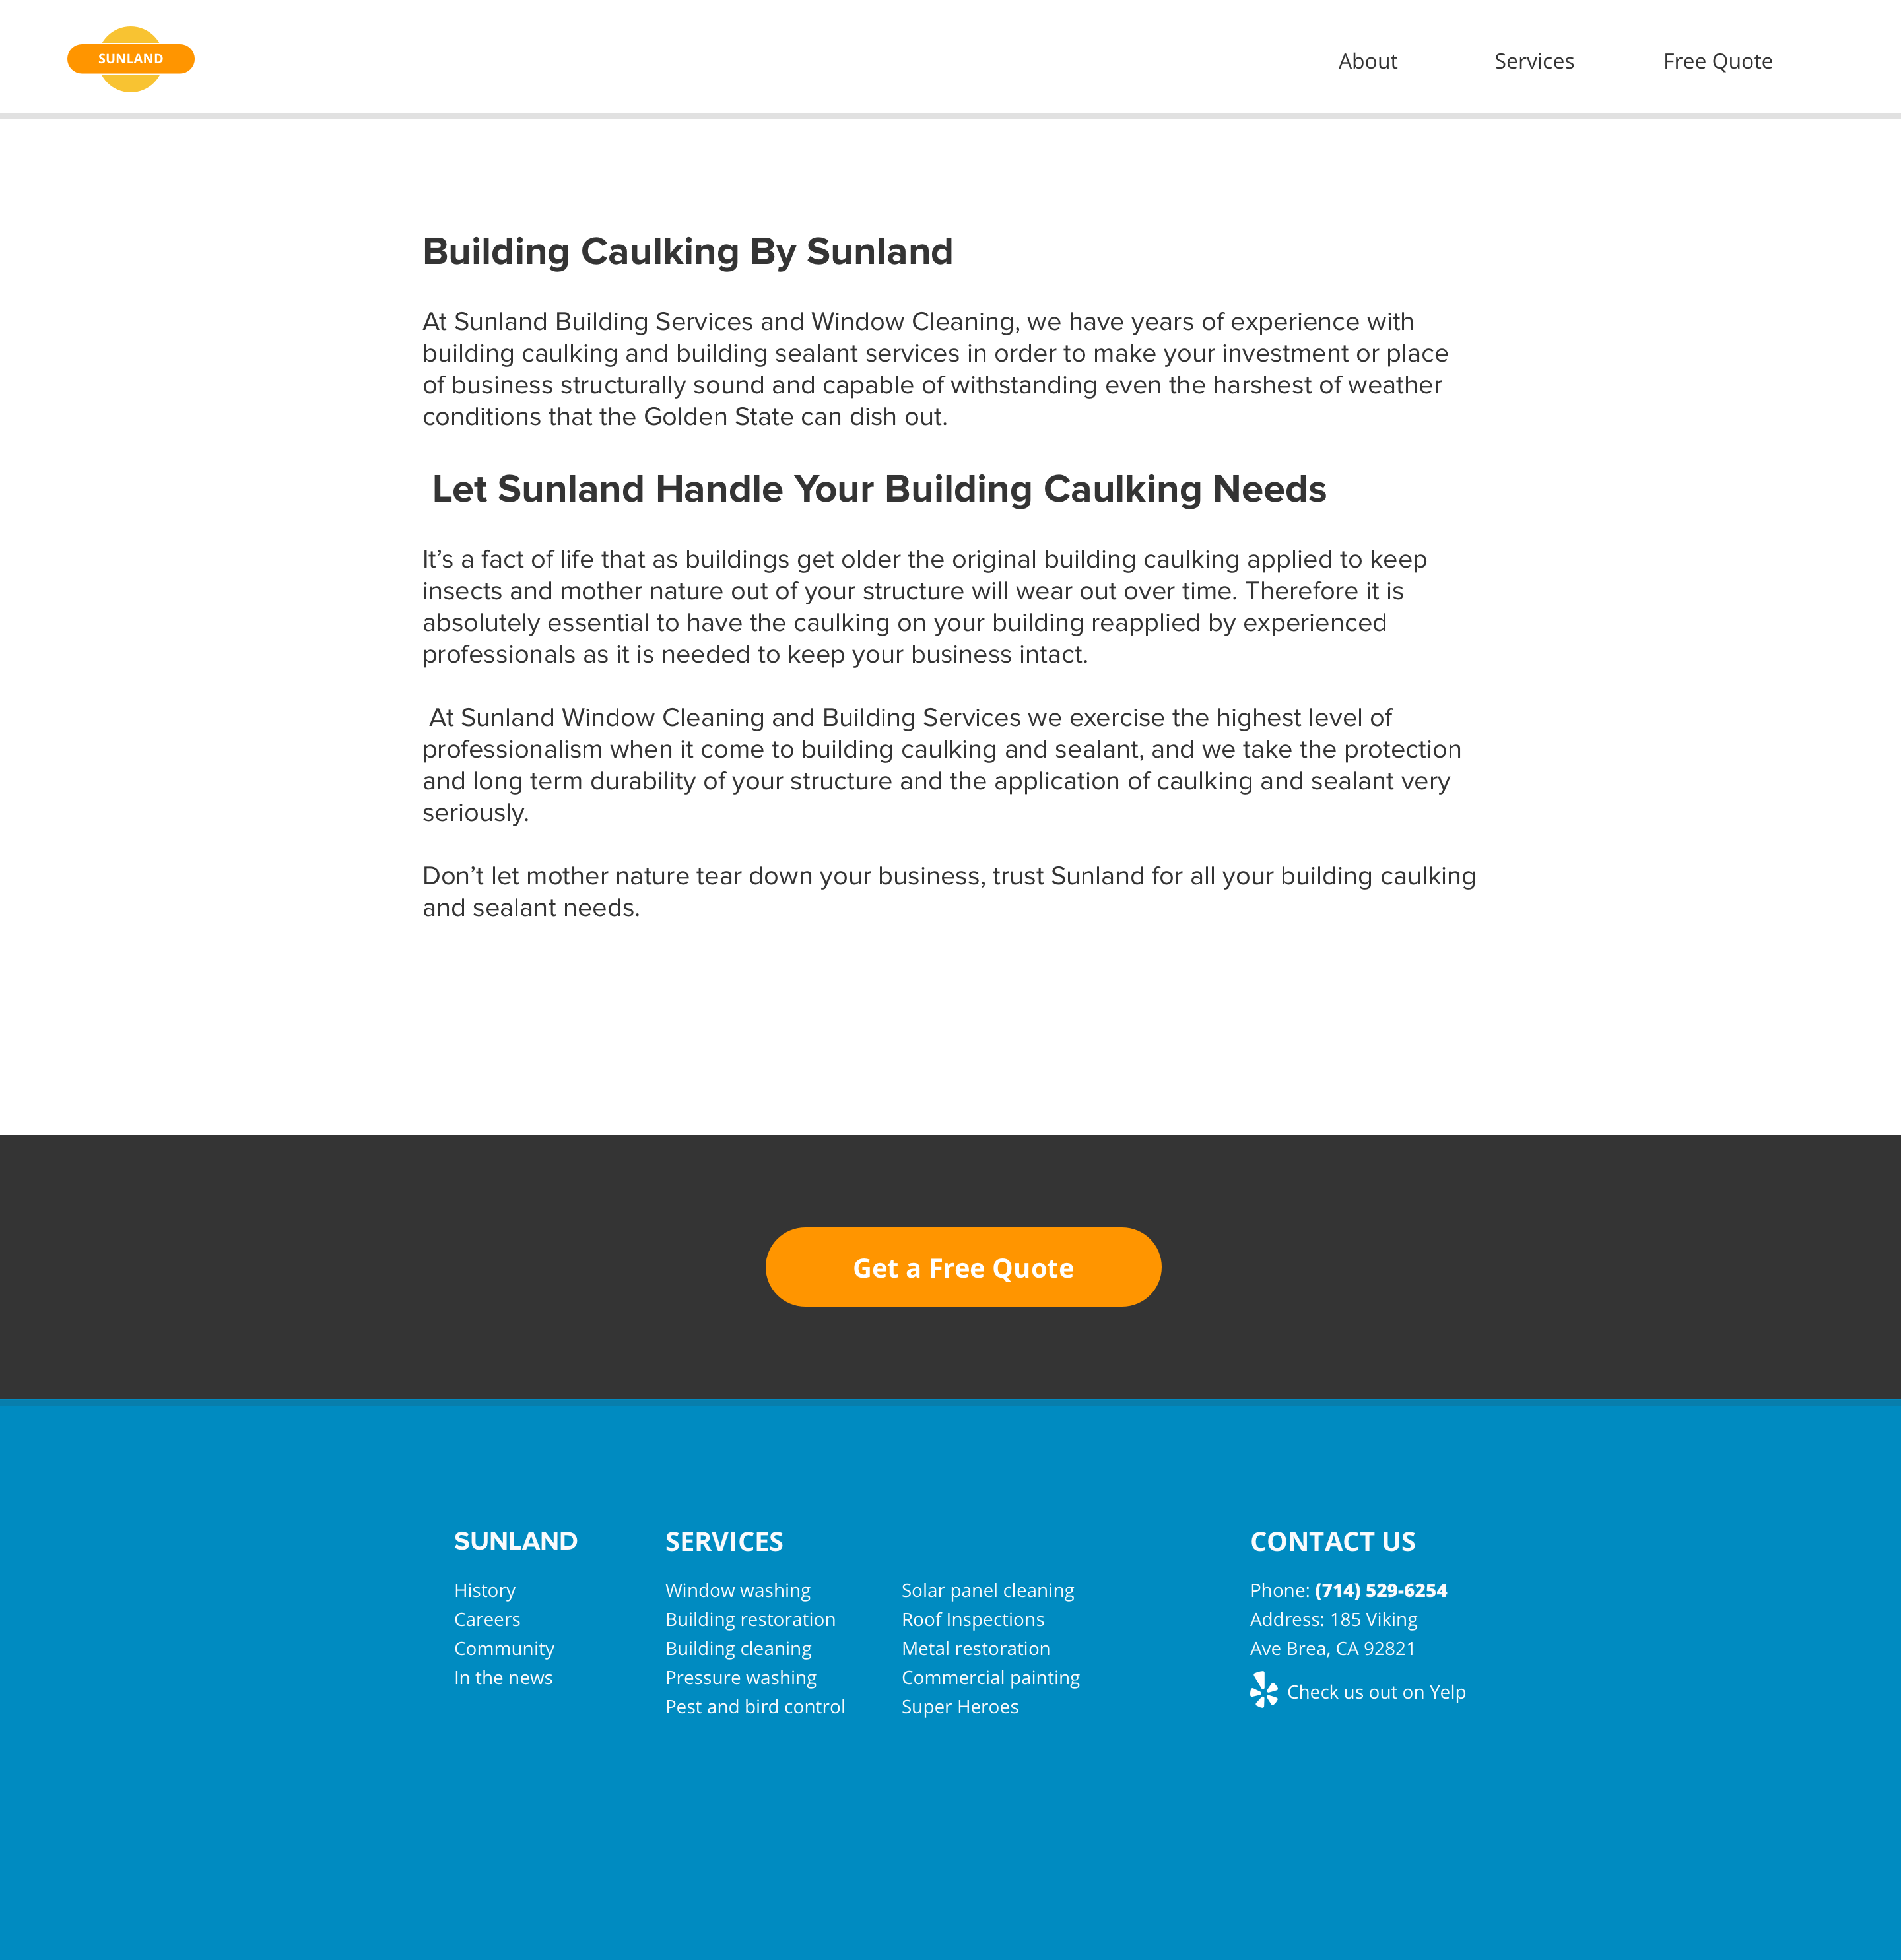 SUNLAND
About
Services
Free Quote
Building Caulking By Sunland
At Sunland Building Services and Window Cleaning, we have years of experience with
building caulking and building sealant services in order to make your investment or place
of business structurally sound and capable of withstanding even the harshest of weather
conditions that the Golden State can dish out.
Let Sunland Handle Your Building Caulking Needs
It’s a fact of life that as buildings get older the original building caulking applied to keep
insects and mother nature out of your structure will wear out over time. Therefore it is
absolutely essential to have the caulking on your building reapplied by experienced
professionals as it is needed to keep your business intact.
At Sunland Window Cleaning and Building Services we exercise the highest level of
professionalism when it come to building caulking and sealant, and we take the protection
and long term durability of your structure and the application of caulking and sealant very
seriously.
Don’t let mother nature tear down your business, trust Sunland for all your building caulking
and sealant needs.
Get a Free Quote
SUNLAND
History
Careers
Community
In the news
SERVICES
Window washing
Building restoration
Building cleaning
Pressure washing
Pest and bird control
Solar panel cleaning
Roof Inspections
Metal restoration
Commercial painting
Super Heroes
CONTACT US
Phone: (714) 529-6254
Address: 185 Viking
Ave Brea, CA 92821
Check us out on Yelp